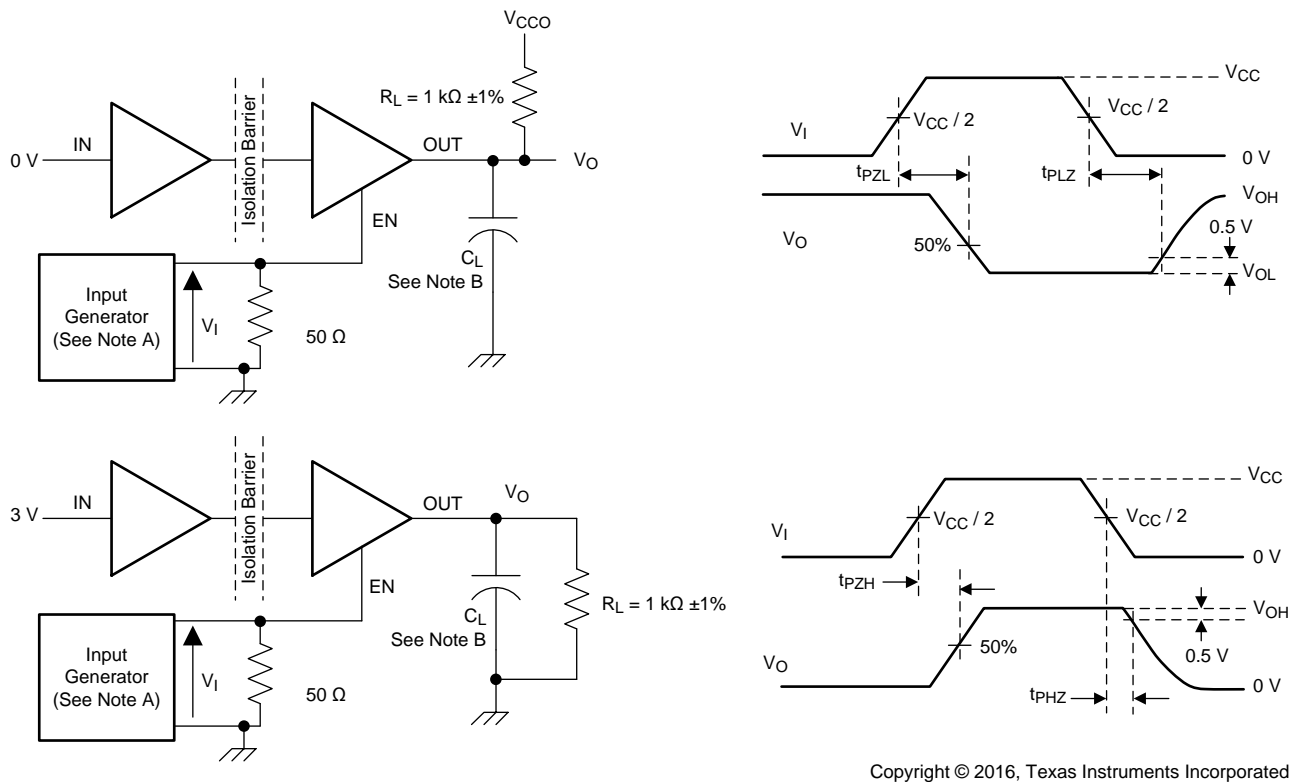 VCCO
RL = 1 kΩ ±1%
IN
OUT
0 V
VO
Isolation Barrier
EN
CL
See Note B
Input
Generator
(See Note A)
VI
50 Ω
VCC
VI
VCC / 2
VCC / 2
0 V
tPZL
tPLZ
VOH
0.5 V
VO
50%
VOL
IN
OUT
VO
3 V
Isolation Barrier
EN
CL
See Note B
RL = 1 kΩ ±1%
Input
Generator
(See Note A)
VI
50 Ω
VCC
VI
VCC / 2
VCC / 2
0 V
tPZH
VOH
0.5 V
50%
VO
0 V
tPHZ
Copyright © 2016, Texas Instruments Incorporated